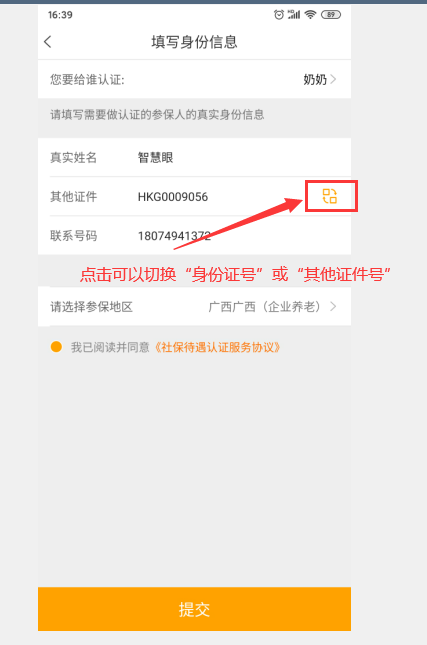 16:39
HD
89
填写身份信息
您要给谁认证:
奶奶
请填写需要做认证的参保人的真实身份信息
真实姓名
智慧眼
其他证件
HKG0009056
联系号码
18074941372
点击可以切换“身份证号”或“其他证件号”
请选择参保地区
广西广西（企业养老）
我已阅读并同意《社保待遇认证服务协议》
提交